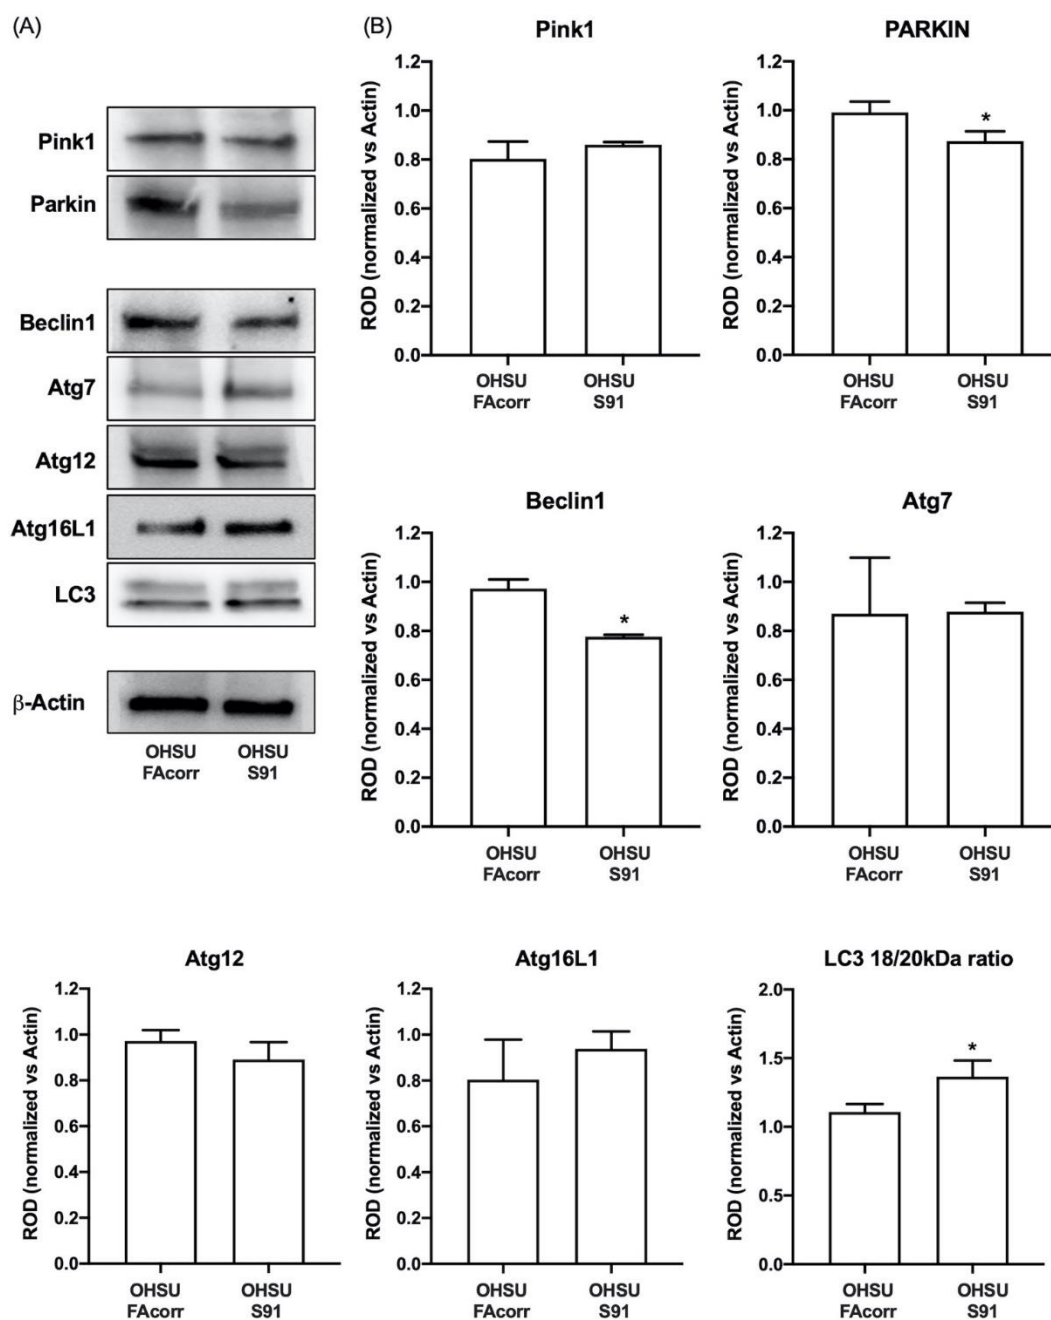 (A)
Pink1
Parkin
Beclin1
Atg7
Atg12
Atg16L1
LC3
β-Actin
OHSU OHSU
FAcorr S91
(B)
Pink1
ROD (normalized vs Actin)
1.2
1.0
0.8
0.6
0.4
0.2
0.0
OHSU OHSU
FAcorr S91
PARKIN
ROD (normalized vs Actin)
1.2
1.0
0.8
0.6
0.4
0.2
0.0
*
OHSU OHSU
FAcorr S91
Beclin1
ROD (normalized vs Actin)
1.2
1.0
0.8
0.6
0.4
0.2
0.0
*
OHSU OHSU
FAcorr S91
Atg7
ROD (normalized vs Actin)
1.2
1.0
0.8
0.6
0.4
0.2
0.0
OHSU OHSU
FAcorr S91
Atg12
ROD (normalized vs Actin)
1.2
1.0
0.8
0.6
0.4
0.2
0.0
OHSU OHSU
FAcorr S91
Atg16L1
ROD (normalized vs Actin)
1.2
1.0
0.8
0.6
0.4
0.2
0.0
OHSU OHSU
FAcorr S91
LC3 18/20kDa ratio
ROD (normalized vs Actin)
2.0
1.5
1.0
0.5
0.0
*
OHSU OHSU
FAcorr S91